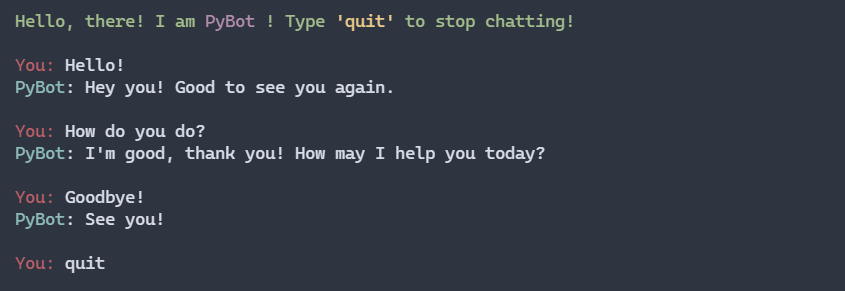 Hello, there! I am PyBot ! Type 'quit' to stop chatting!
You: Hello!
PyBot: Hey you! Good to see you again.
You: How do you do?
PyBot: I'm good, thank you! How may I help you today?
You: Goodbye!
PyBot: See you!
You: quit